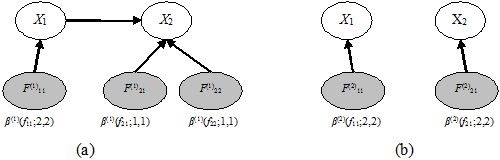 X₁ X₂ X₁ X₂
F⁽¹⁾₁₁ F⁽¹⁾₂₁ F⁽¹⁾₂₂ F⁽²⁾₁₁ F⁽²⁾₂₁
β⁽¹⁾(f₁₁;2,2) β⁽¹⁾(f₂₁;1,1) β⁽¹⁾(f₂₂;1,1) β⁽²⁾(f₁₁;2,2) β⁽²⁾(f₂₁;2,2)
(a) (b)